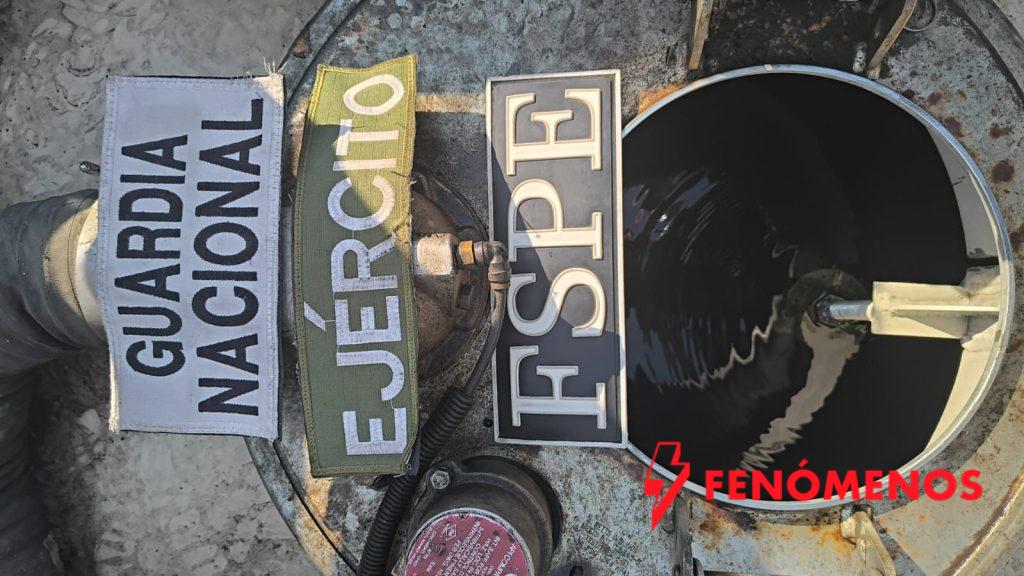 GUARDIA
NACIONAL
EJÉRCITO
FSPE
FENÓMENOS